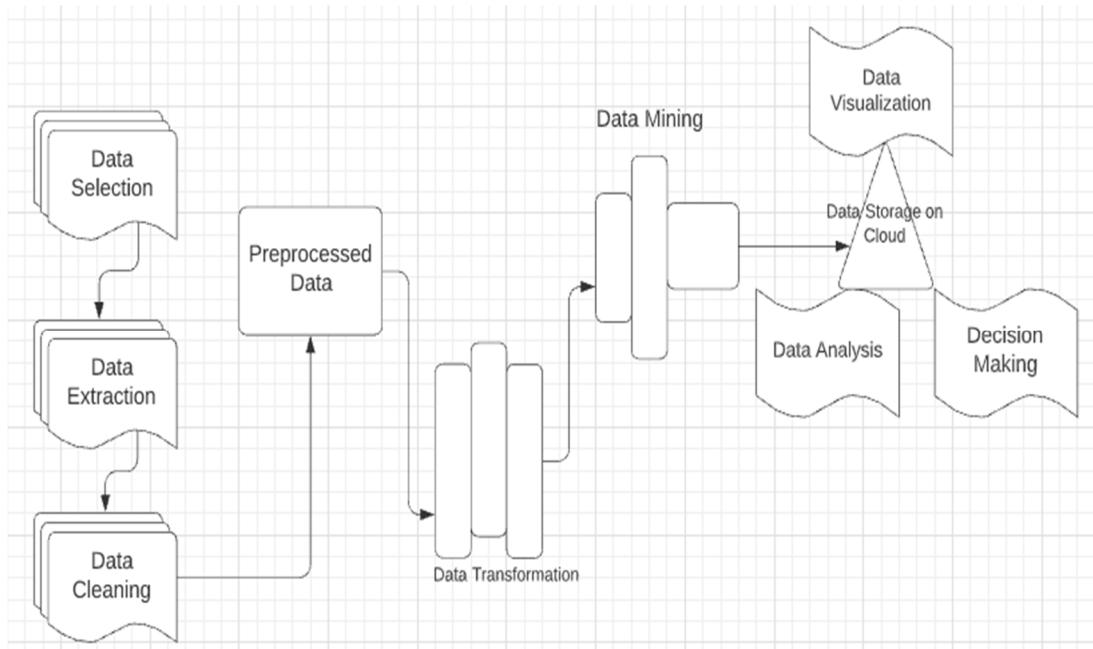 Data
Selection
Data
Extraction
Data
Cleaning
Preprocessed
Data
Data Transformation
Data Mining
Data
Visualization
Data Storage on
Cloud
Data Analysis
Decision
Making